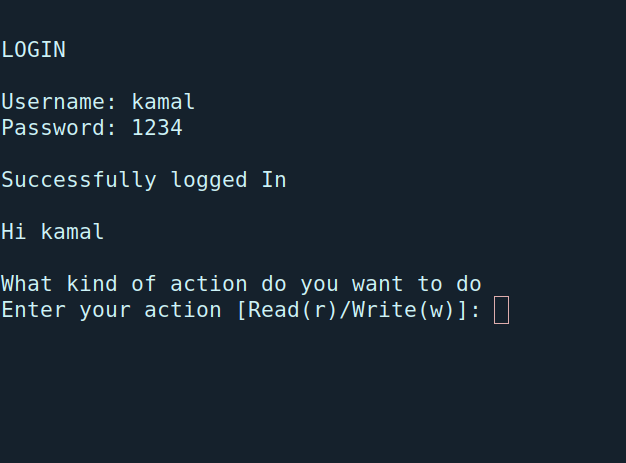 LOGIN
Username: kamal
Password: 1234
Successfully logged In
Hi kamal
What kind of action do you want to do
Enter your action [Read(r)/Write(w)]: